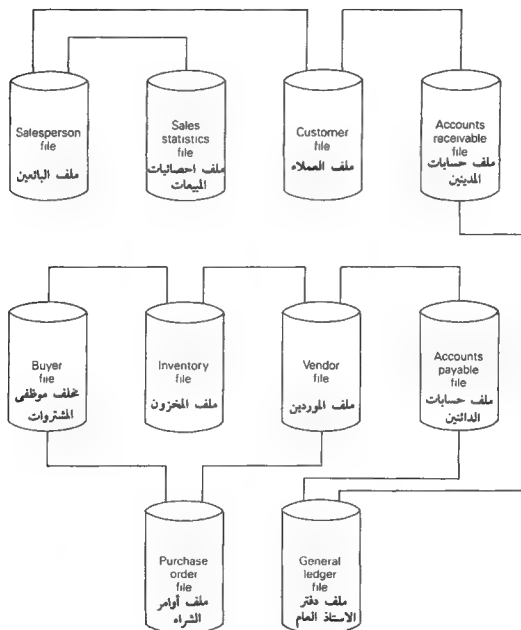 Salesperson
file
ملف البائعين
Sales
statistics
file
ملف احصائيات
المبيعات
Customer
file
ملف العملاء
Accounts
receivable
file
ملف حسابات
المدينين
Buyer
file
مخلف موظفى
المشتروات
Inventory
file
ملف المخزون
Vendor
file
ملف الموردين
Accounts
payable
file
ملف حسابات
الدائنين
Purchase
order
file
ملف أوامر
الشراء
General
ledger
file
ملف دفتر
الاستاذ العام